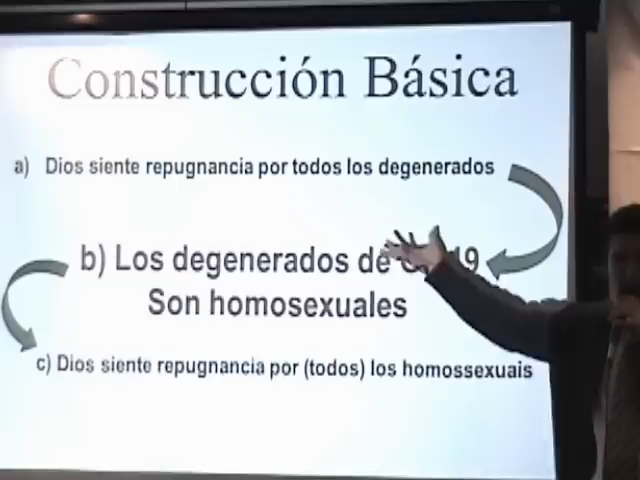 Construcción Básica
a) Dios siente repugnancia por todos los degenerados
b) Los degenerados de 19
Son homosexuales
c) Dios siente repugnancia por (todos) los homossexuais